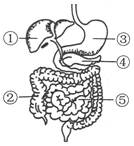 ① ③
④
② ⑤